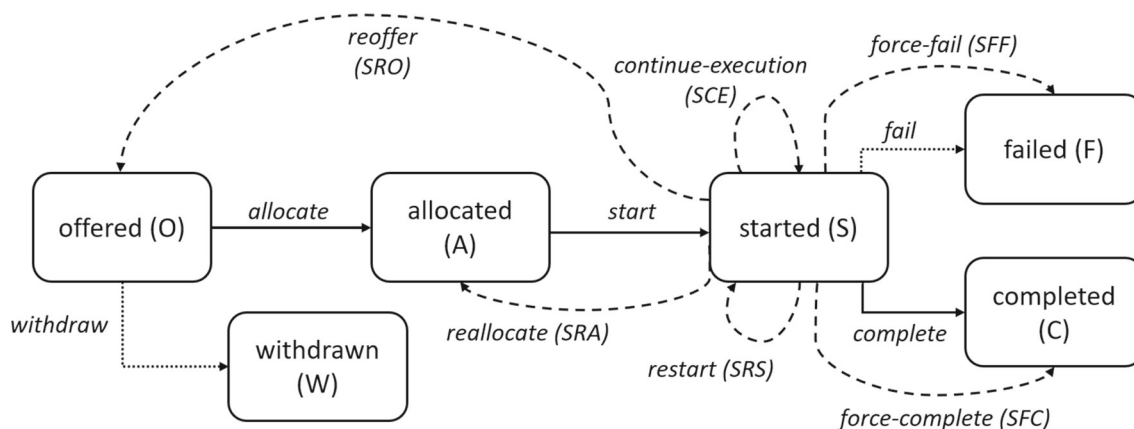 reoffer
(SRO)
continue-execution
(SCE)
force-fail (SFF)
fail
failed (F)
offered (O)
allocate
allocated
(A)
start
started (S)
withdraw
withdrawn
(W)
reallocate (SRA)
restart (SRS)
complete
completed
(C)
force-complete (SFC)